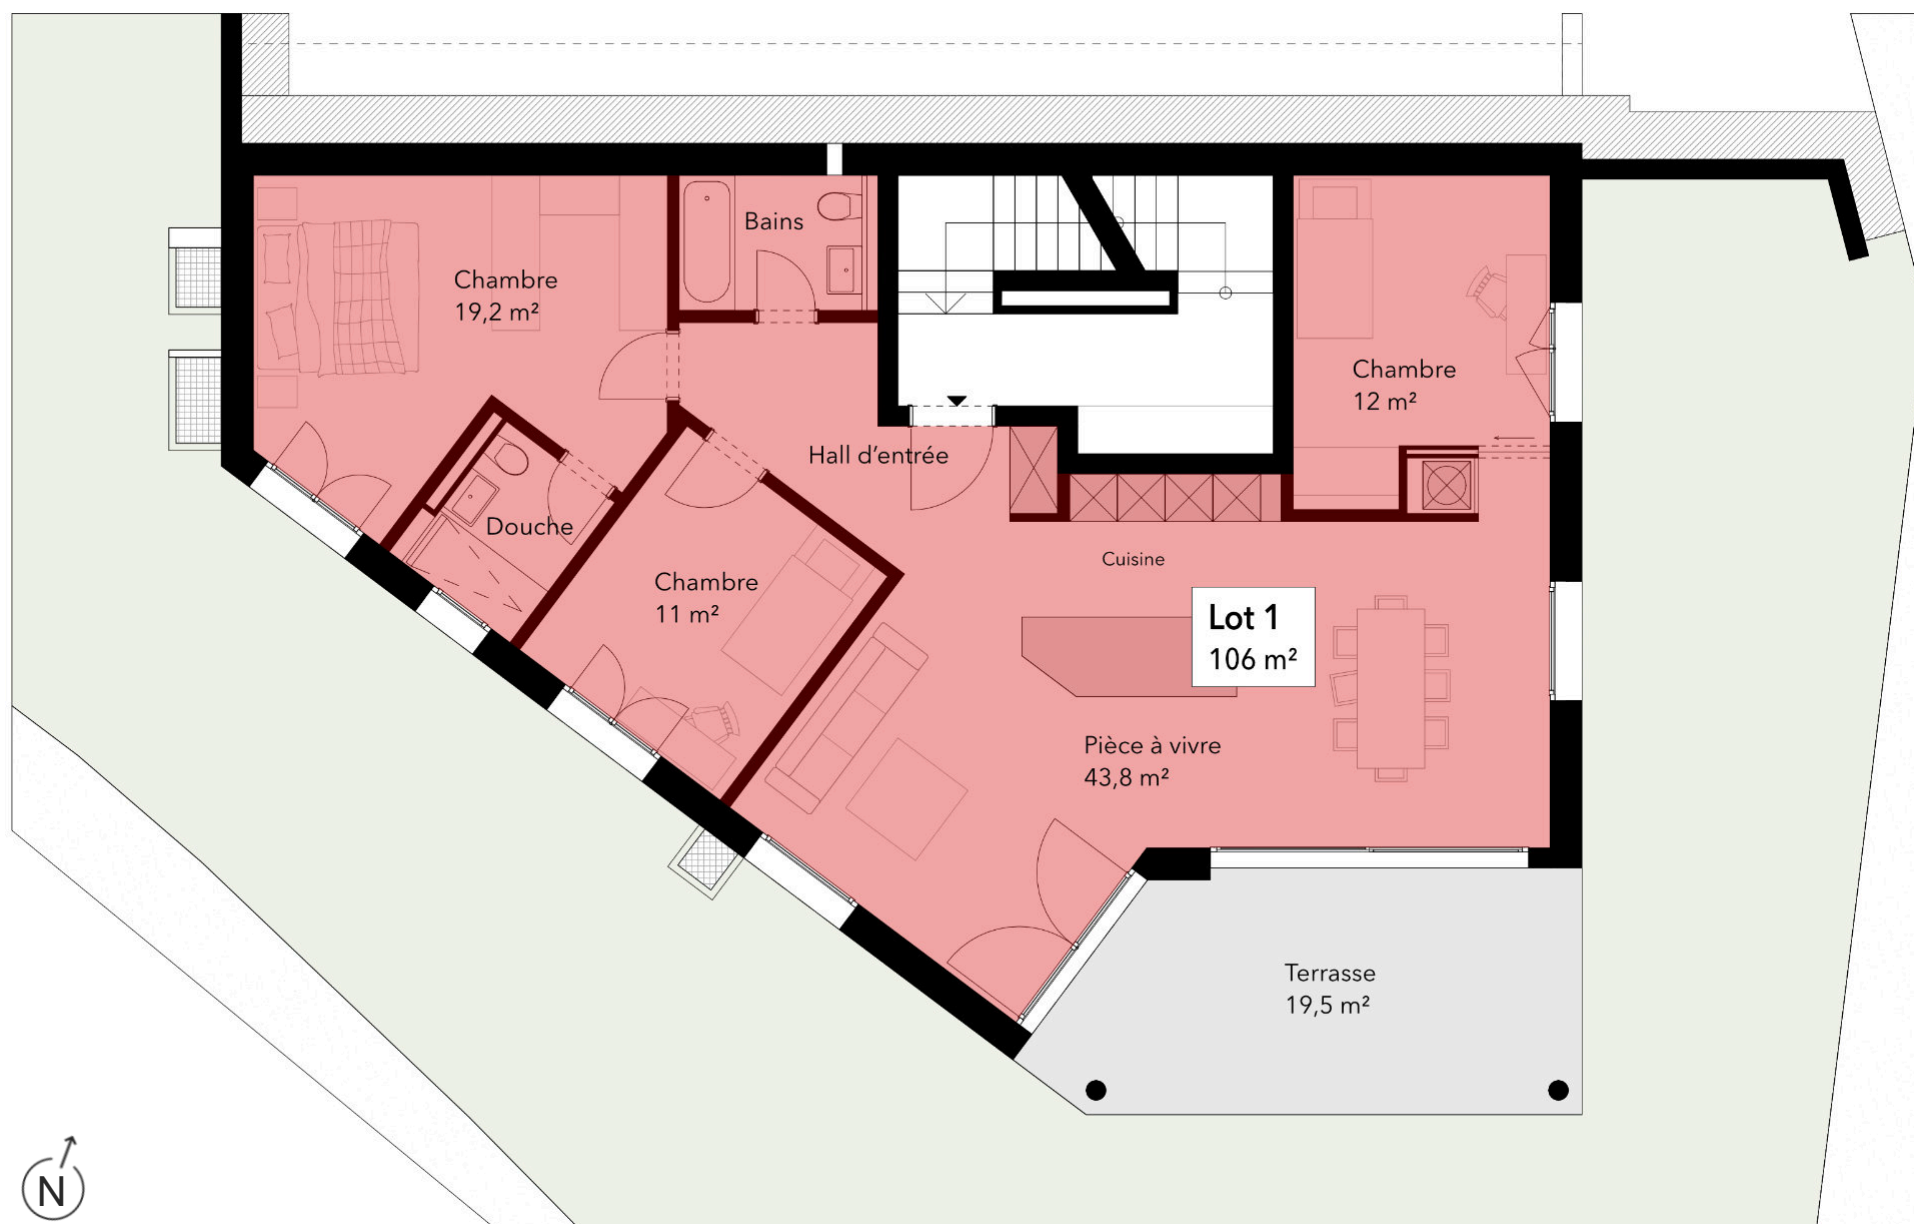 Bains
Chambre
19,2 m²
Chambre
12 m²
Hall d’entrée
Douche
Cuisine
Chambre
11 m²
Lot 1
106 m²
Pièce à vivre
43,8 m²
Terrasse
19,5 m²
N